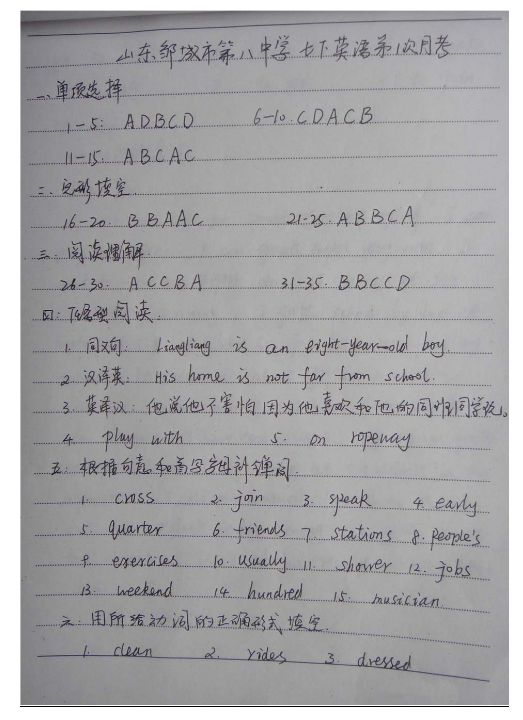 山东邹城市第八中学七下英语第1次月考
一、单项选择
1-5: ADBCD 6-10. CDACB
11-15. ABCAC
二、完形填空
16-20. BBAAC 21-25. ABBCA
三. 阅读理解
26-30. ACCBA 31-35. BBCCD
四: 任务型阅读.
1. 同义句: Liangliang is an eight-year-old boy.
2. 汉译英: His home is not far from school.
3. 英译汉: 他说他不害怕因为他喜欢和他的同班同学说。
4. play with 5. on ropeway
五: 根据句意和首字母补单词.
1. cross 2. join 3. speak 4. early
5. quarter 6. friends 7. stations 8. people's
9. exercises 10. usually 11. shower 12. jobs
13. weekend 14. hundred 15. musician.
六: 用所给动词的正确形式填空.
1. clean 2. rides 3. dressed